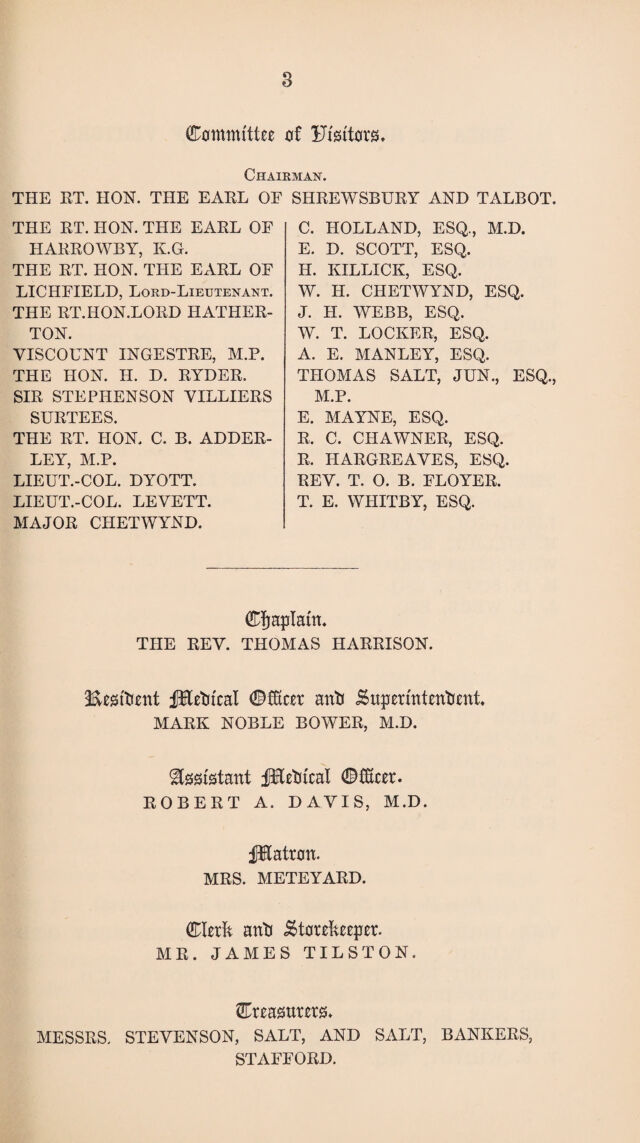 3
Committee of Visitors.
CHAIRMAN.
THE RT. HON. THE EARL OF SHREWSBURY AND TALBOT.
THE RT. HON. THE EARL OF
HARROWBY, K.G.
THE RT. HON. THE EARL OF
LICHFIELD, LORD-LIEUTENANT.
THE RT.HON.LORD HATHER-
TON.
VISCOUNT INGESTRE, M.P.
THE HON. H. D. RYDER.
SIR STEPHENSON VILLIERS
SURTEES.
THE RT. HON. C. B. ADDER-
LEY, M.P.
LIEUT.-COL. DYOTT.
LIEUT.-COL. LEVETT.
MAJOR CHETWYND.
C. HOLLAND, ESQ., M.D.
E. D. SCOTT, ESQ.
H. KILLICK, ESQ.
W. H. CHETWYND, ESQ.
J. H. WEBB, ESQ.
W. T. LOCKER, ESQ.
A. E. MANLEY, ESQ.
THOMAS SALT, JUN., ESQ.,
M.P.
E. MAYNE, ESQ.
R. C. CHAWNER, ESQ.
R. HARGREAVES, ESQ.
REV. T. O. B. FLOYER.
T. E. WHITBY, ESQ.
Chaplain.
THE REV. THOMAS HARRISON.
Resident Medical Officer and Superintendent.
MARK NOBLE BOWER, M.D.
Assistant Medical Officer.
ROBERT A. DAVIS, M.D.
Matron.
MRS. METEYARD.
Clerk and Storekeeper.
MR. JAMES TILSTON.
Treasurers.
MESSRS. STEVENSON, SALT, AND SALT, BANKERS,
STAFFORD.